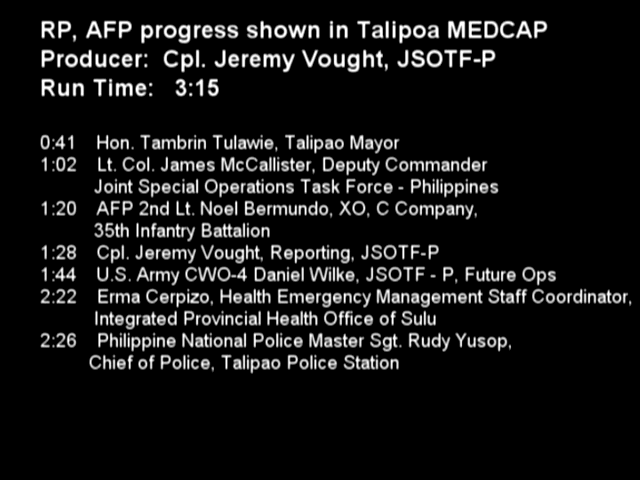 RP, AFP progress shown in Talipoa MEDCAP
Producer: Cpl. Jeremy Vought, JSOTF-P
Run Time: 3:15
0:41 Hon. Tambrin Tulawie, Talipao Mayor
1:02 Lt. Col. James McCallister, Deputy Commander
Joint Special Operations Task Force - Philippines
1:20 AFP 2nd Lt. Noel Bermundo, XO, C Company,
35th Infantry Battalion
1:28 Cpl. Jeremy Vought, Reporting, JSOTF-P
1:44 U.S. Army CWO-4 Daniel Wilke, JSOTF - P, Future Ops
2:22 Erma Cerpizo, Health Emergency Management Staff Coordinator,
Integrated Provincial Health Office of Sulu
2:26 Philippine National Police Master Sgt. Rudy Yusop,
Chief of Police, Talipao Police Station